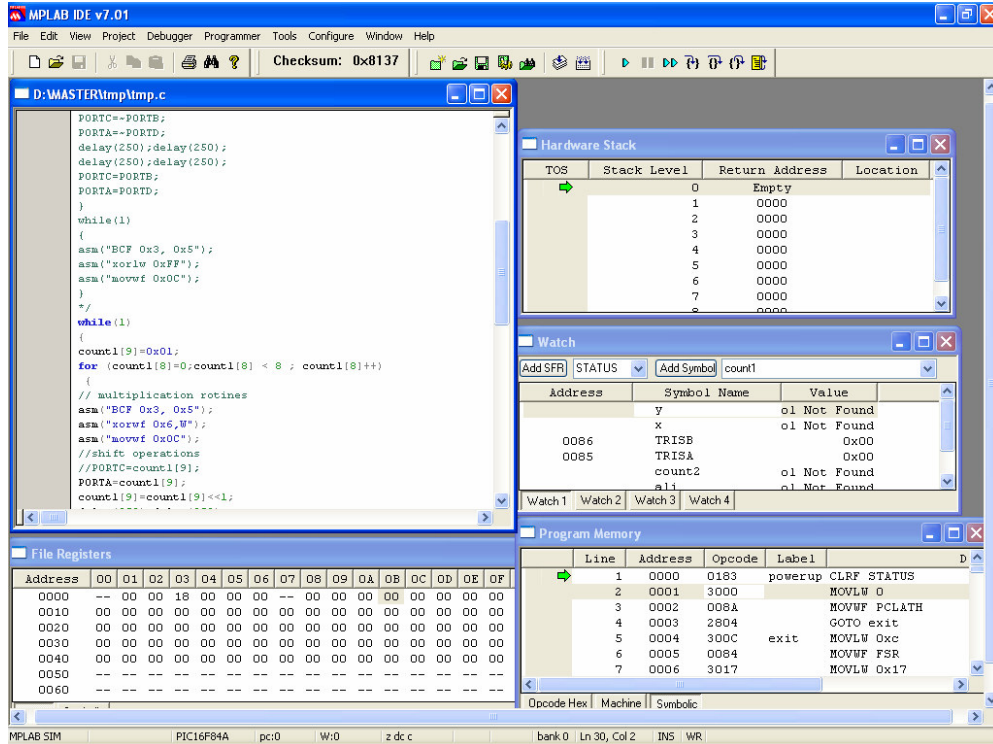 MPLAB IDE v7.01
File Edit View Project Debugger Programmer Tools Configure Window Help
Checksum: 0x8137
D:\MASTER\tmp\tmp.c
PORTC=~PORTB;
PORTA=~PORTD;
delay(250);delay(250);
delay(250);delay(250);
PORTC=PORTB;
PORTA=PORTD;
}
while(1)
{
asm("BCF 0x3, 0x5");
asm("xorlw 0xFF");
asm("movwf 0x0C");
}
*/
while(1)
{
count1[9]=0x01;
for (count1[8]=0;count1[8] < 8 ; count1[8]++)
{
// multiplication rotines
asm("BCF 0x3, 0x5");
asm("xorwf 0x6,W");
asm("movwf 0x0C");
//shift operations
//PORTC=count1[9];
PORTA=count1[9];
count1[9]=count1[9]<<1;
Hardware Stack
TOS Stack Level Return Address Location
0 Empty
1 0000
2 0000
3 0000
4 0000
5 0000
6 0000
7 0000
8 0000
Watch
Add SFR STATUS Add Symbol count1
Address Symbol Name Value
y ol Not Found
x ol Not Found
0086 TRISB 0x00
0085 TRISA 0x00
count2 ol Not Found
ali ol Not Found
Watch 1 Watch 2 Watch 3 Watch 4
File Registers
Address 00 01 02 03 04 05 06 07 08 09 0A 0B 0C 0D 0E 0F
0000 -- 00 00 18 00 00 00 -- 00 00 00 00 00 00 00 00
0010 00 00 00 00 00 00 00 00 00 00 00 00 00 00 00 00
0020 00 00 00 00 00 00 00 00 00 00 00 00 00 00 00 00
0030 00 00 00 00 00 00 00 00 00 00 00 00 00 00 00 00
0040 00 00 00 00 00 00 00 00 00 00 00 00 00 00 00 00
0050 -- -- -- -- -- -- -- -- -- -- -- -- -- -- -- --
0060 -- -- -- -- -- -- -- -- -- -- -- -- -- -- -- --
Program Memory
Line Address Opcode Label D
1 0000 0183 powerup CLRF STATUS
2 0001 3000 MOVLW 0
3 0002 008A MOVWF PCLATH
4 0003 2804 GOTO exit
5 0004 300C exit MOVLW 0xc
6 0005 0084 MOVWF FSR
7 0006 3017 MOVLW 0x17
Opcode Hex Machine Symbolic
MPLAB SIM PIC16F84A pc:0 W:0 z dc c bank 0 Ln 30, Col 2 INS WR